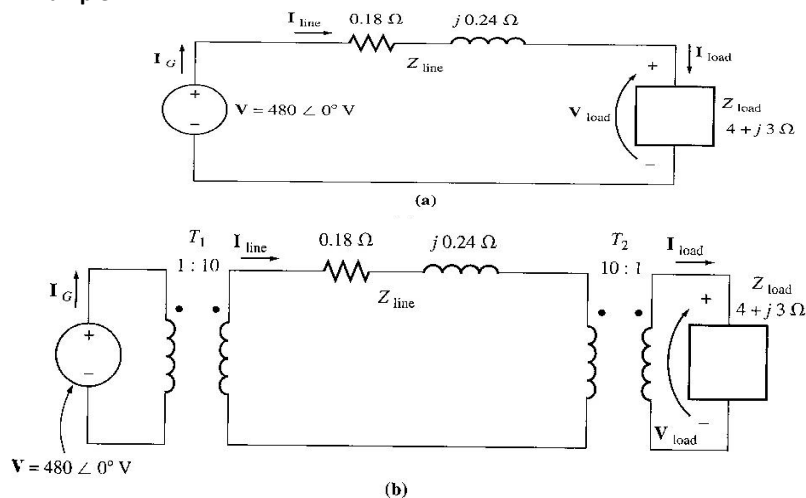 I line
0.18 Ω
j 0.24 Ω
Z line
I G
I load
+
+
−
V = 480 ∠ 0° V
V load
Z load
4 + j 3 Ω
−
(a)
T1
1 : 10
I line
0.18 Ω
j 0.24 Ω
T2
10 : 1
I load
I G
Z line
Z load
4 + j 3 Ω
+
+
−
−
V load
V = 480 ∠ 0° V
(b)